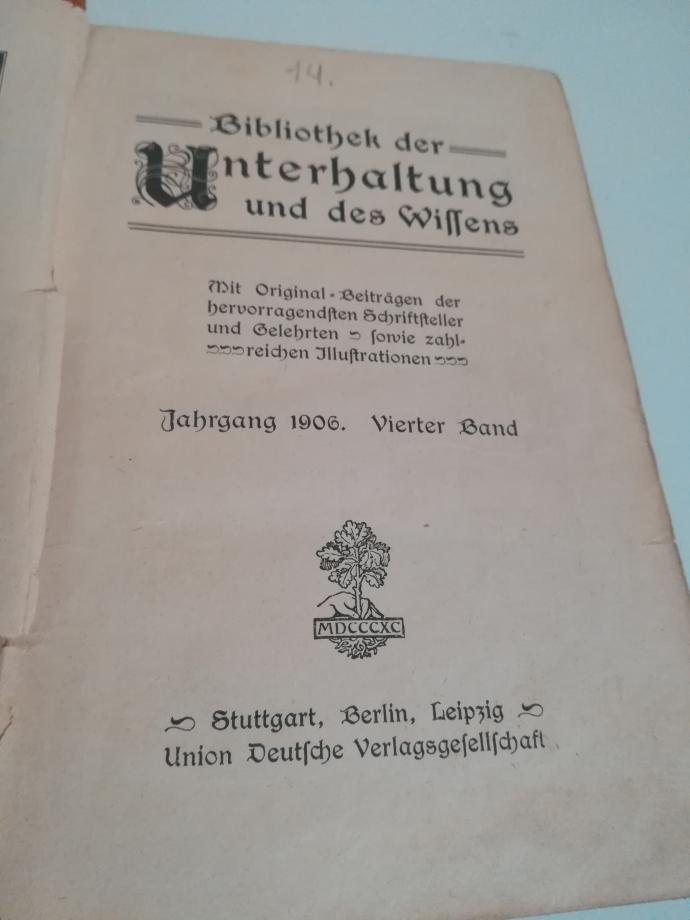 14.
Bibliothek der
Unterhaltung
und des Wiſſens
Mit Original-Beiträgen der
hervorragendſten Schriftſteller
und Gelehrten ſowie zahl-
reichen Illuſtrationen
Jahrgang 1906. Vierter Band
MDCCCXC
Stuttgart, Berlin, Leipzig
Union Deutſche Verlagsgeſellſchaft